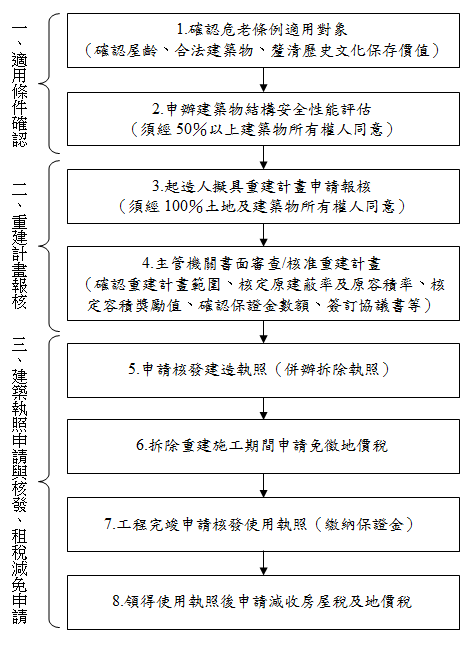 一、適用條件確認
1.確認危老條例適用對象
(確認屋齡、合法建築物、釐清歷史文化保存價值)
2.申辦建築物結構安全性能評估
(須經50%以上建築物所有權人同意)
二、重建計畫報核
3.起造人擬具重建計畫申請報核
(須經100%土地及建築物所有權人同意)
4.主管機關書面審查/核准重建計畫
(確認重建計畫範圍、核定原建蔽率及原容積率、核
定容積獎勵值、確認保證金數額、簽訂協議書等)
三、建築執照申請與核發、租稅減免申請
5.申請核發建造執照(併辦拆除執照)
6.拆除重建施工期間申請免徵地價稅
7.工程完竣申請核發使用執照(繳納保證金)
8.領得使用執照後申請減收房屋稅及地價稅